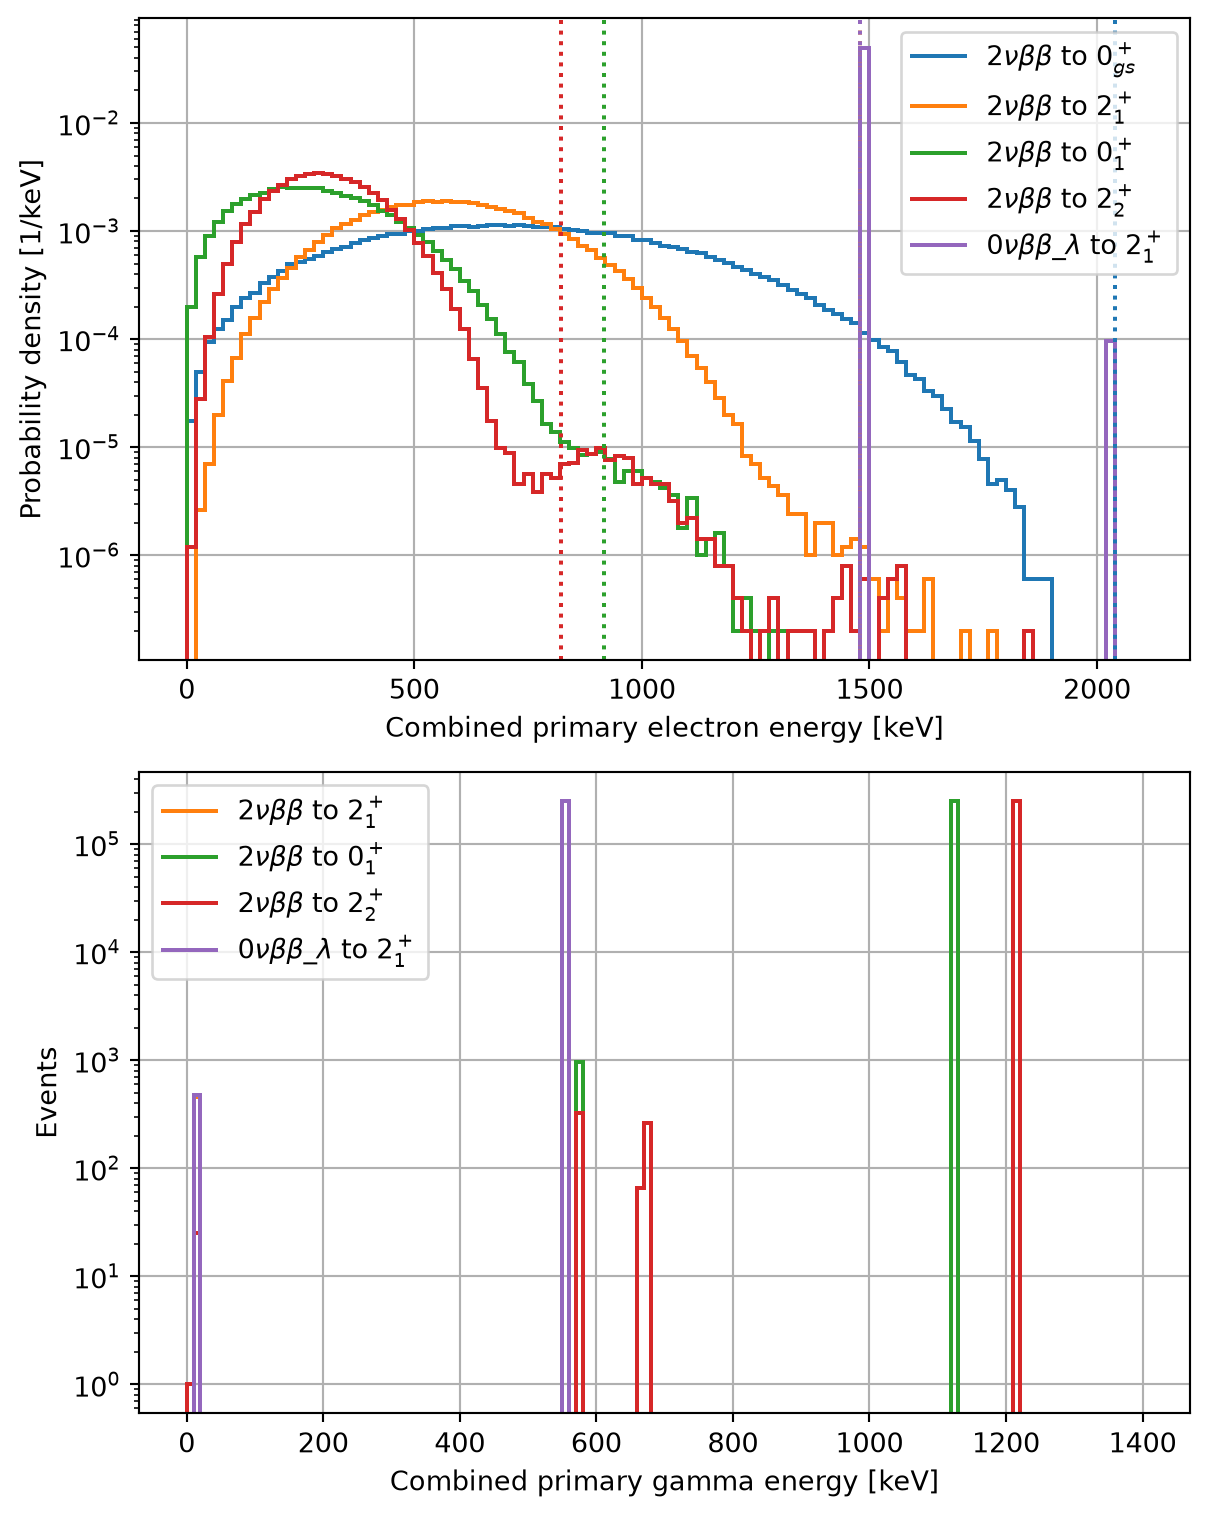 Probability density [1/keV]
10⁻²
10⁻³
10⁻⁴
10⁻⁵
10⁻⁶
2νββ to 0⁺gs
2νββ to 2⁺₁
2νββ to 0⁺₁
2νββ to 2⁺₂
0νββ_λ to 2⁺₁
0 500 1000 1500 2000
Combined primary electron energy [keV]
Events
10⁵
10⁴
10³
10²
10¹
10⁰
2νββ to 2⁺₁
2νββ to 0⁺₁
2νββ to 2⁺₂
0νββ_λ to 2⁺₁
0 200 400 600 800 1000 1200 1400
Combined primary gamma energy [keV]